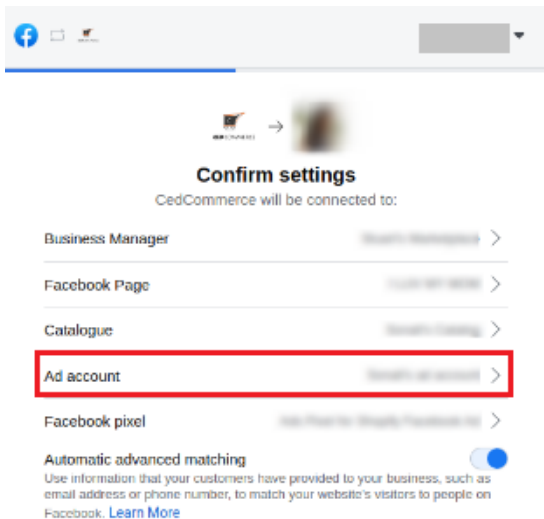 Confirm settings
CedCommerce will be connected to:
Business Manager
Facebook Page
Catalogue
Ad account
Facebook pixel
Automatic advanced matching
Use information that your customers have provided to your business, such as
email address or phone number, to match your website's visitors to people on
Facebook. Learn More